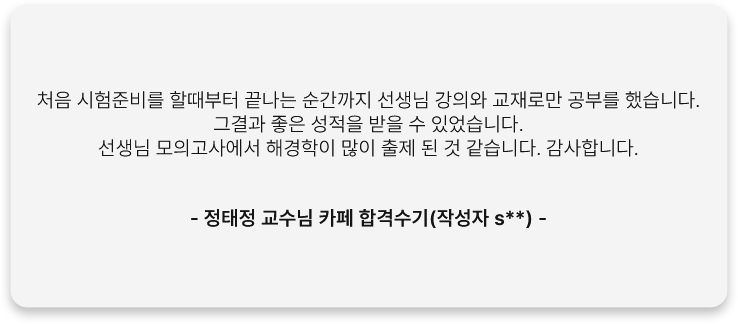 처음 시험준비를 할때부터 끝나는 순간까지 선생님 강의와 교재로만 공부를 했습니다.
그결과 좋은 성적을 받을 수 있었습니다.
선생님 모의고사에서 해경학이 많이 출제 된 것 같습니다. 감사합니다.
- 정태정 교수님 카페 합격수기(작성자 s**) -